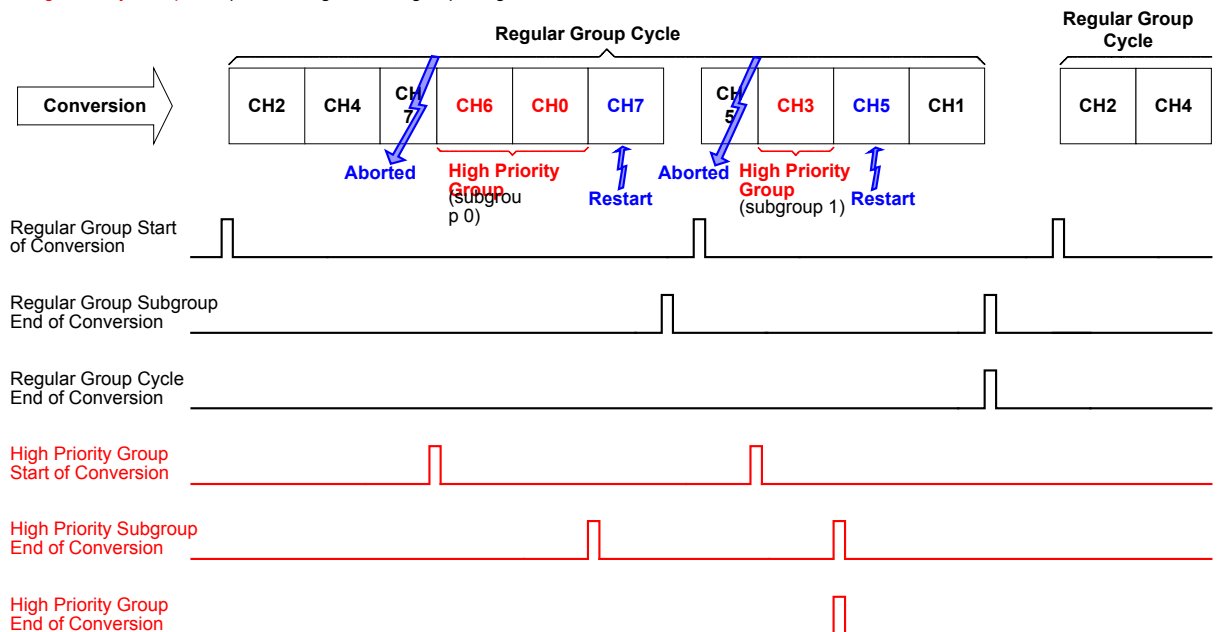 Regular Group Cycle
Regular Group
Cycle
Conversion
CH2
CH4
CH
7
CH6
CH0
CH7
CH
5
CH3
CH5
CH1
CH2
CH4
Aborted
High Priority
Group
(subgrou
p 0)
Restart
Aborted
High Priority
Group
(subgroup 1)
Restart
Regular Group Start
of Conversion
Regular Group Subgroup
End of Conversion
Regular Group Cycle
End of Conversion
High Priority Group
Start of Conversion
High Priority Subgroup
End of Conversion
High Priority Group
End of Conversion